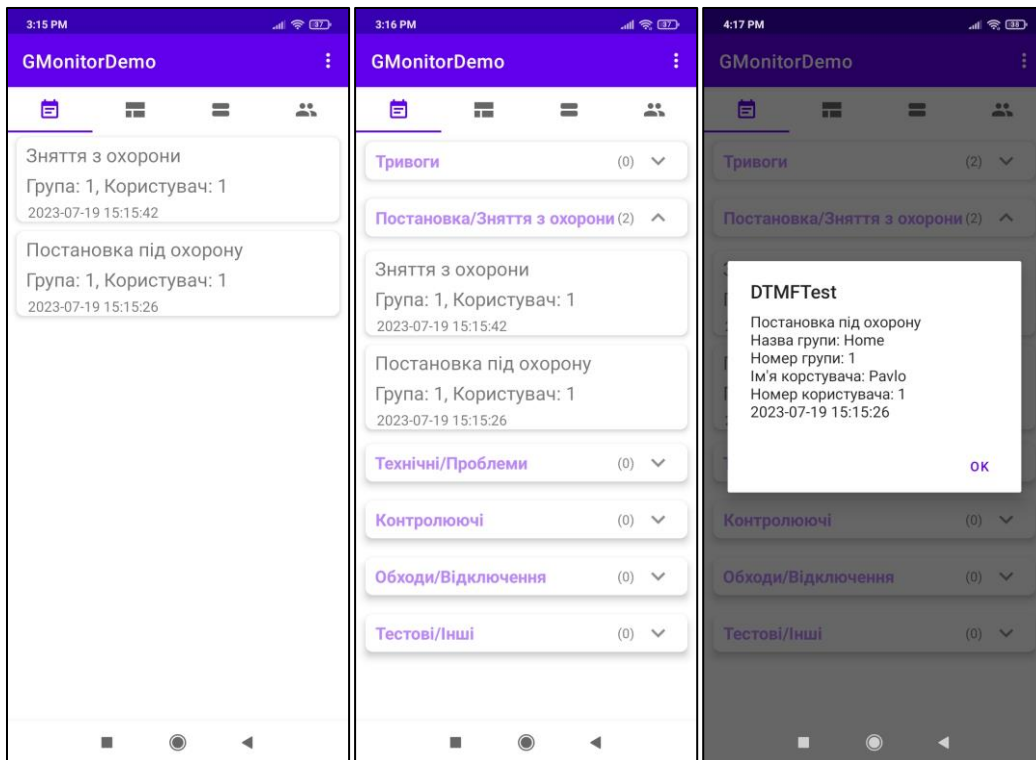 3:15 PM
37
GMonitorDemo
Зняття з охорони
Група: 1, Користувач: 1
2023-07-19 15:15:42
Постановка під охорону
Група: 1, Користувач: 1
2023-07-19 15:15:26
3:16 PM
37
GMonitorDemo
Тривоги (0)
Постановка/Зняття з охорони (2)
Зняття з охорони
Група: 1, Користувач: 1
2023-07-19 15:15:42
Постановка під охорону
Група: 1, Користувач: 1
2023-07-19 15:15:26
Технічні/Проблеми (0)
Контролюючі (0)
Обходи/Відключення (0)
Тестові/Інші (0)
4:17 PM
38
GMonitorDemo
Тривоги (2)
Постановка/Зняття з охорони (2)
DTMFTest
Постановка під охорону
Назва групи: Home
Номер групи: 1
Ім'я корстувача: Pavlo
Номер користувача: 1
2023-07-19 15:15:26
OK
Контролюючі (0)
Обходи/Відключення (0)
Тестові/Інші (0)